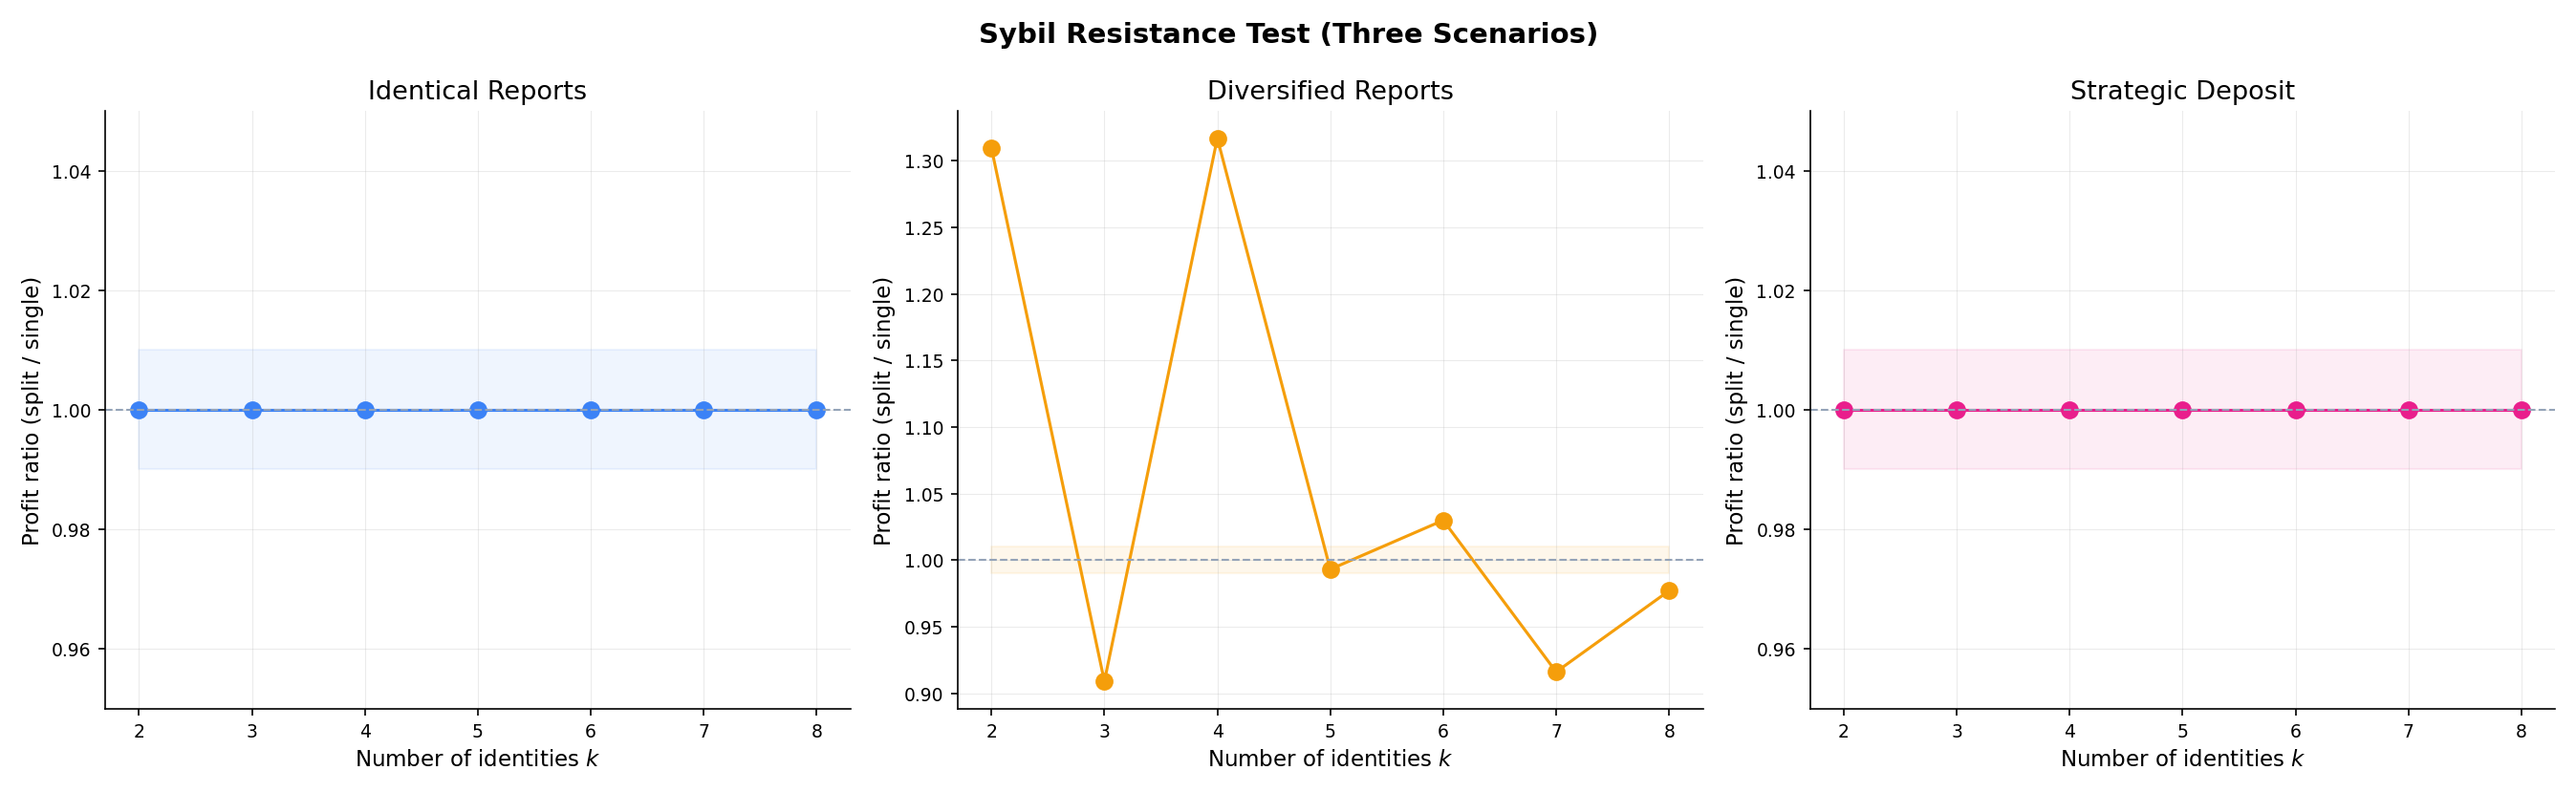 Sybil Resistance Test (Three Scenarios)
Identical Reports
Profit ratio (split / single)
1.04
1.02
1.00
0.98
0.96
2 3 4 5 6 7 8
Number of identities k
Diversified Reports
Profit ratio (split / single)
1.30
1.25
1.20
1.15
1.10
1.05
1.00
0.95
0.90
2 3 4 5 6 7 8
Number of identities k
Strategic Deposit
Profit ratio (split / single)
1.04
1.02
1.00
0.98
0.96
2 3 4 5 6 7 8
Number of identities k